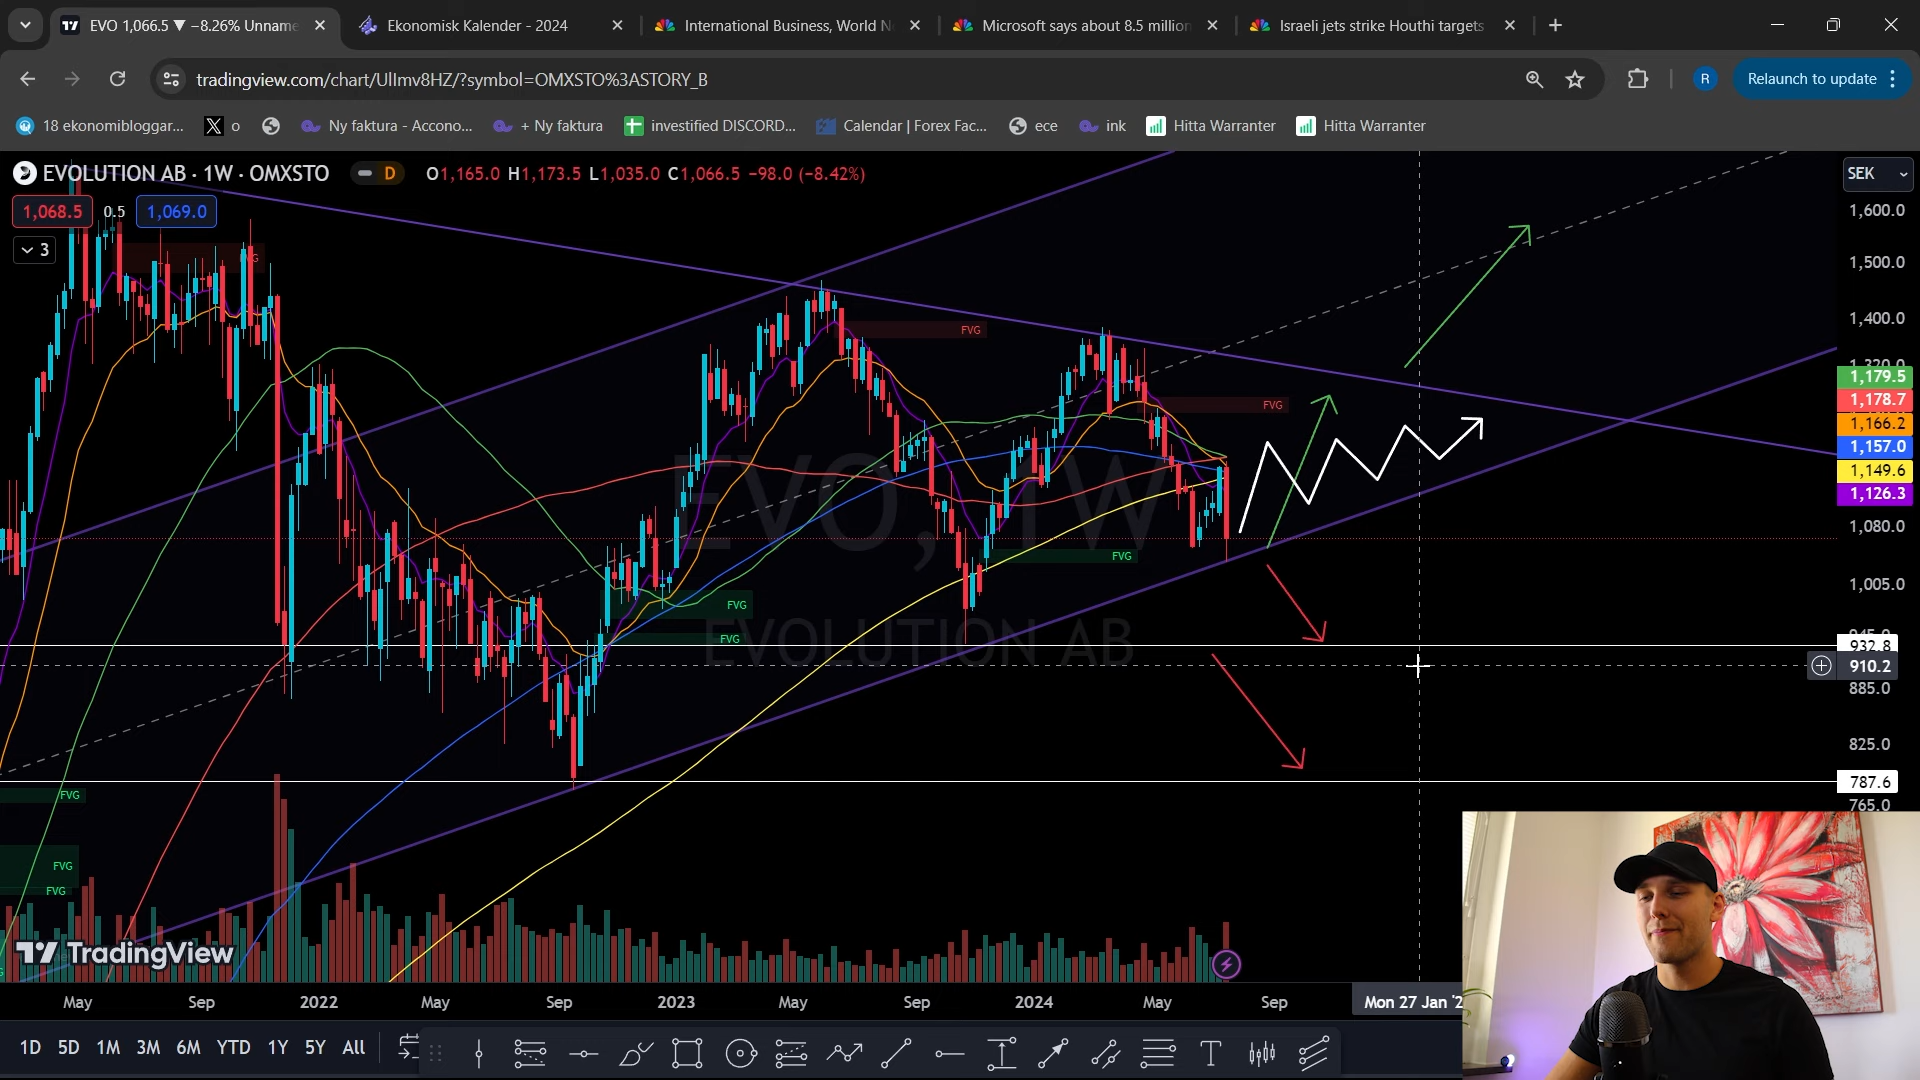 EVO 1,066.5 ▼ −8.26% Unname
Ekonomisk Kalender - 2024
International Business, World N
Microsoft says about 8.5 million
Israeli jets strike Houthi targets
tradingview.com/chart/UlImv8HZ/?symbol=OMXSTO%3ASTORY_B
R
Relaunch to update
18 ekonomibloggar...
o
Ny faktura - Accono...
+ Ny faktura
investified DISCORD...
Calendar | Forex Fac...
ece
ink
Hitta Warranter
Hitta Warranter
EVOLUTION AB · 1W · OMXSTO
D
O1,165.0 H1,173.5 L1,035.0 C1,066.5 −98.0 (−8.42%)
SEK
1,068.5
0.5
1,069.0
3
1,600.0
1,500.0
1,400.0
1,179.5
1,178.7
1,166.2
1,157.0
1,149.6
1,126.3
1,080.0
1,005.0
932.8
910.2
885.0
825.0
787.6
765.0
FVG
FVG
FVG
FVG
FVG
FVG
FVG
FVG
EVO, 1W
EVOLUTION AB
TradingView
May
Sep
2022
May
Sep
2023
May
Sep
2024
May
Sep
Mon 27 Jan '2
1D
5D
1M
3M
6M
YTD
1Y
5Y
All